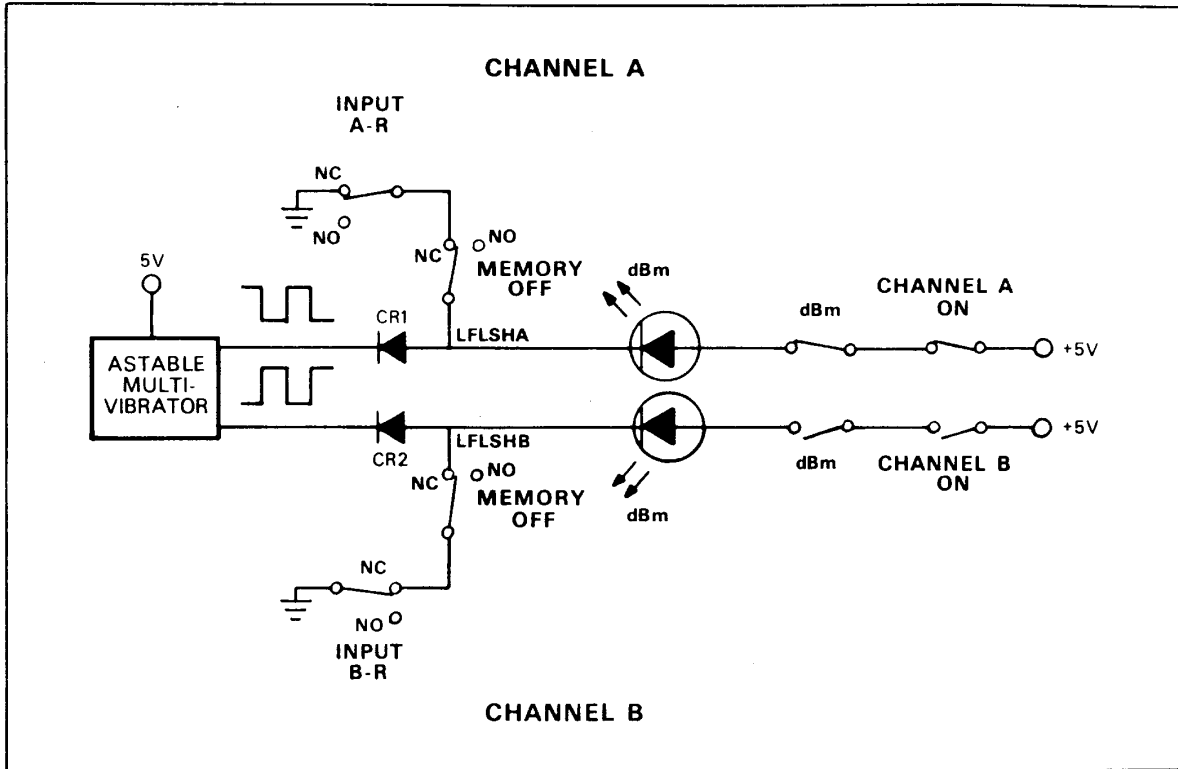 CHANNEL A
INPUT
A-R
NC
NO
NC
NO
MEMORY
OFF
5V
dBm
dBm
CHANNEL A
ON
CR1
LFLSHA
+5V
ASTABLE
MULTI-
VIBRATOR
CR2
LFLSHB
+5V
NC
NO
MEMORY
OFF
dBm
dBm
CHANNEL B
ON
NC
NO
INPUT
B-R
CHANNEL B